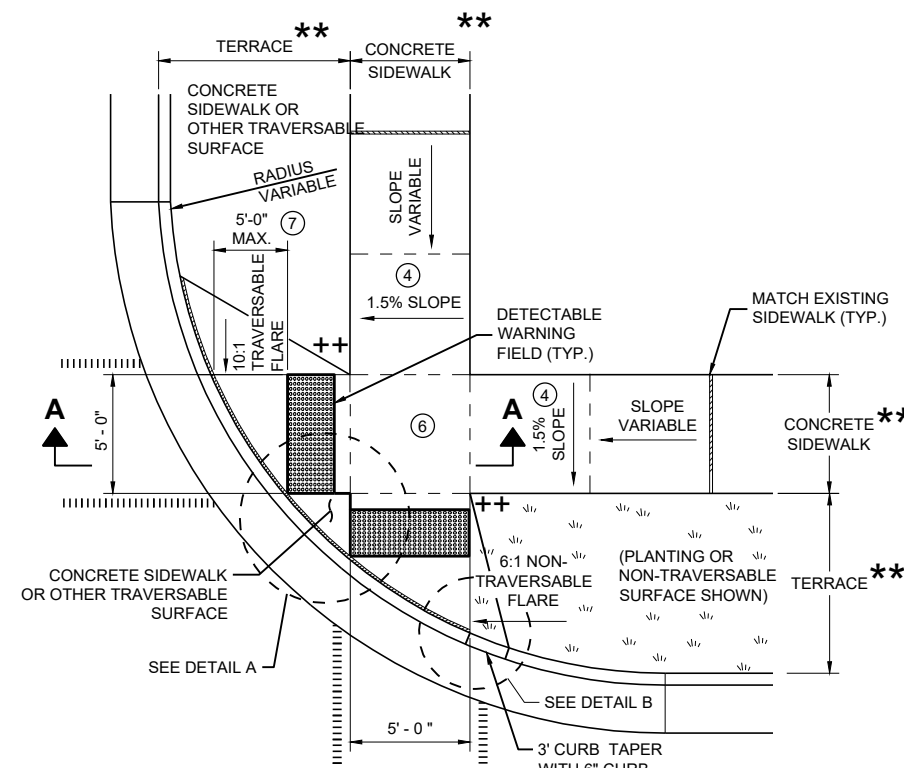 **
TERRACE **
CONCRETE
SIDEWALK
CONCRETE
SIDEWALK OR
OTHER TRAVERSABLE
SURFACE
RADIUS
VARIABLE
SLOPE
VARIABLE
5'-0"
MAX.
7
4
1.5% SLOPE
10:1
TRAVERSABLE
FLARE
++
DETECTABLE
WARNING
FIELD (TYP.)
MATCH EXISTING
SIDEWALK (TYP.)
A
5' - 0"
6
A
4
1.5%
SLOPE
SLOPE
VARIABLE
CONCRETE **
SIDEWALK
++
CONCRETE SIDEWALK
OR OTHER TRAVERSABLE
SURFACE
6:1 NON-
TRAVERSABLE
FLARE
(PLANTING OR
NON-TRAVERSABLE
SURFACE SHOWN)
TERRACE **
SEE DETAIL A
SEE DETAIL B
5' - 0 "
3' CURB TAPER
WITH 6" CURB